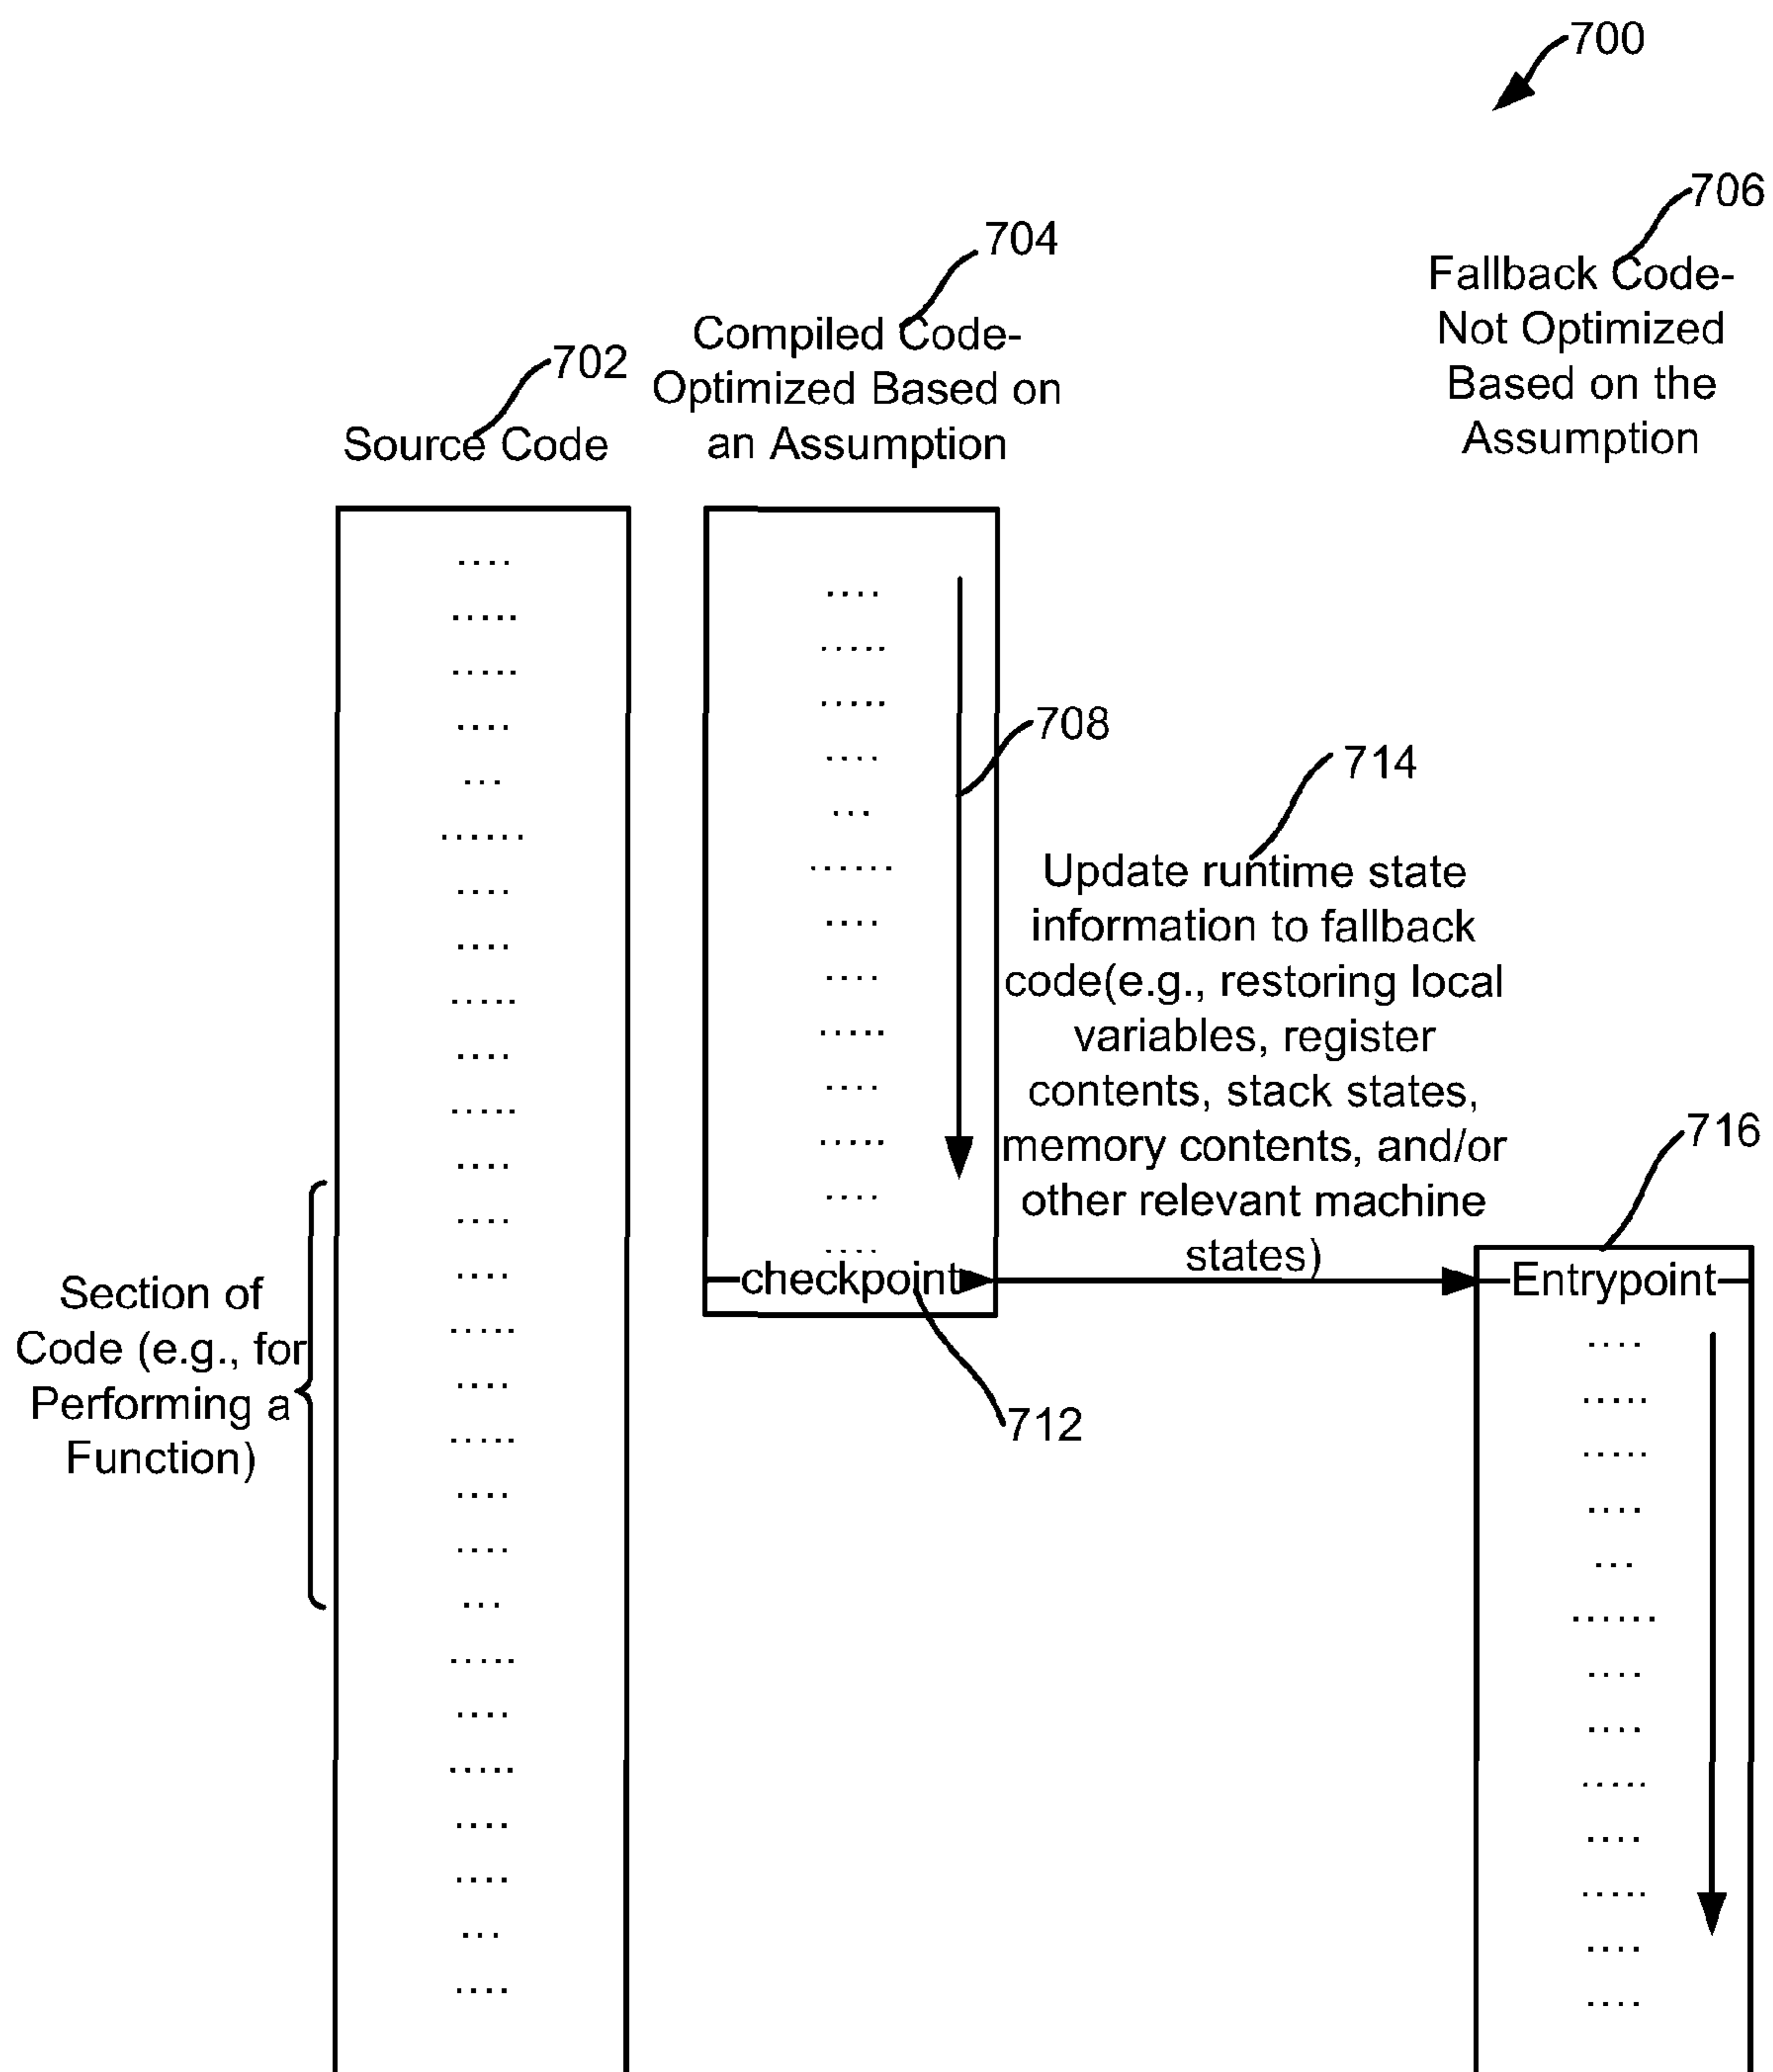 700
706
Fallback Code-
Not Optimized
Based on the
Assumption
704
Compiled Code-
Optimized Based on
an Assumption
702
Source Code
....
.....
.....
....
...
......
....
....
.....
....
.....
....
....
....
.....
....
.....
....
....
...
.....
....
.....
....
....
...
....
Section of
Code (e.g., for
Performing a
Function)
....
.....
.....
....
...
......
....
....
.....
....
.....
....
....
708
checkpoint
712
714
Update runtime state
information to fallback
code(e.g., restoring local
variables, register
contents, stack states,
memory contents, and/or
other relevant machine
states)
716
Entrypoint
....
.....
.....
....
...
......
....
....
.....
....
.....
....
....